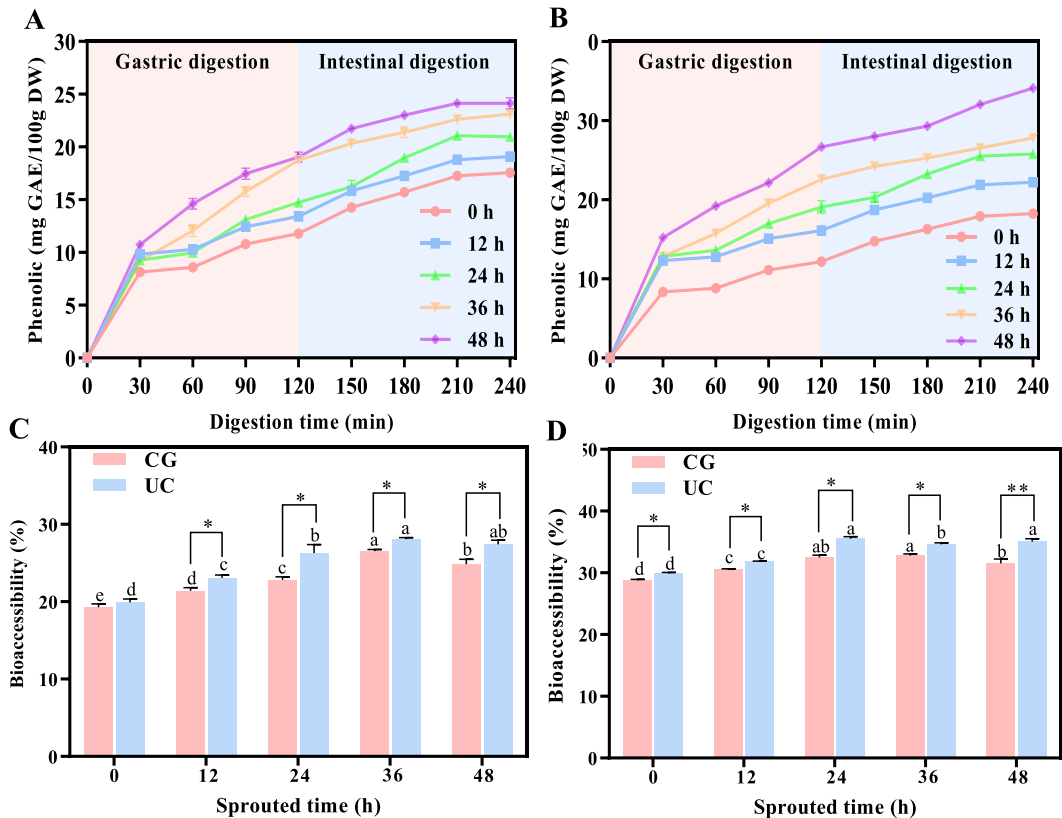 A
Phenolic (mg GAE/100g DW)
30
25
20
15
10
5
0
Gastric digestion
Intestinal digestion
0 h
12 h
24 h
36 h
48 h
0 30 60 90 120 150 180 210 240
Digestion time (min)
B
Phenolic (mg GAE/100g DW)
0
30
20
10
0
Gastric digestion
Intestinal digestion
0 h
12 h
24 h
36 h
48 h
0 30 60 90 120 150 180 210 240
Digestion time (min)
C
Bioaccessibility (%)
40
30
20
10
0
CG
UC
* * * *
e d d c c b a a b ab
0 12 24 36 48
Sprouted time (h)
D
Bioaccessibility (%)
50
40
30
20
10
0
CG
UC
* * * * **
d d c c ab a a b b a
0 12 24 36 48
Sprouted time (h)